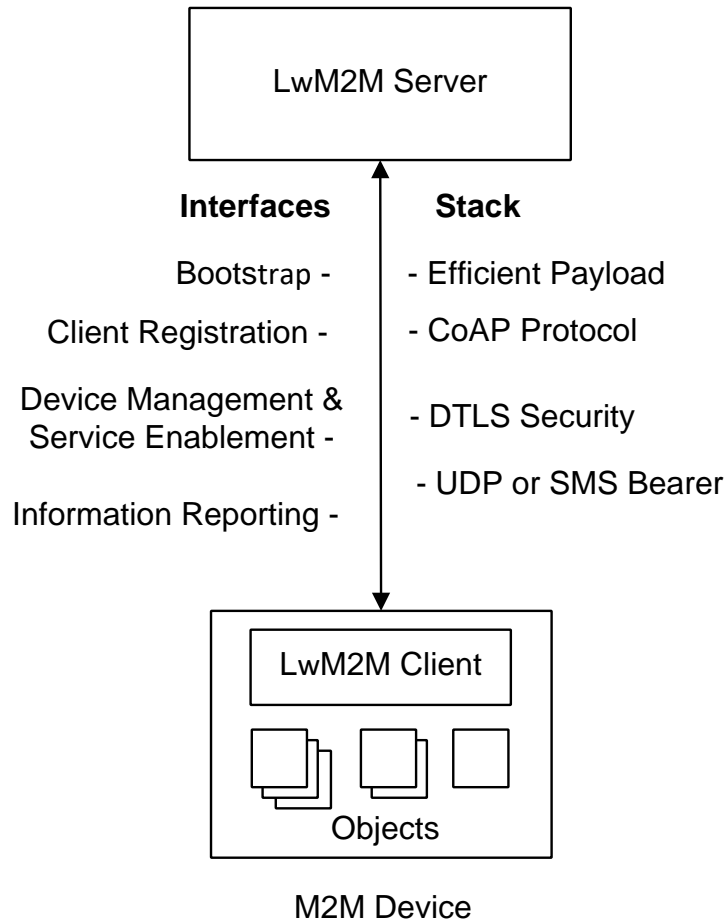 LwM2M Server
Interfaces
Stack
Bootstrap -
- Efficient Payload
Client Registration -
- CoAP Protocol
Device Management &
Service Enablement -
- DTLS Security
- UDP or SMS Bearer
Information Reporting -
LwM2M Client
Objects
M2M Device